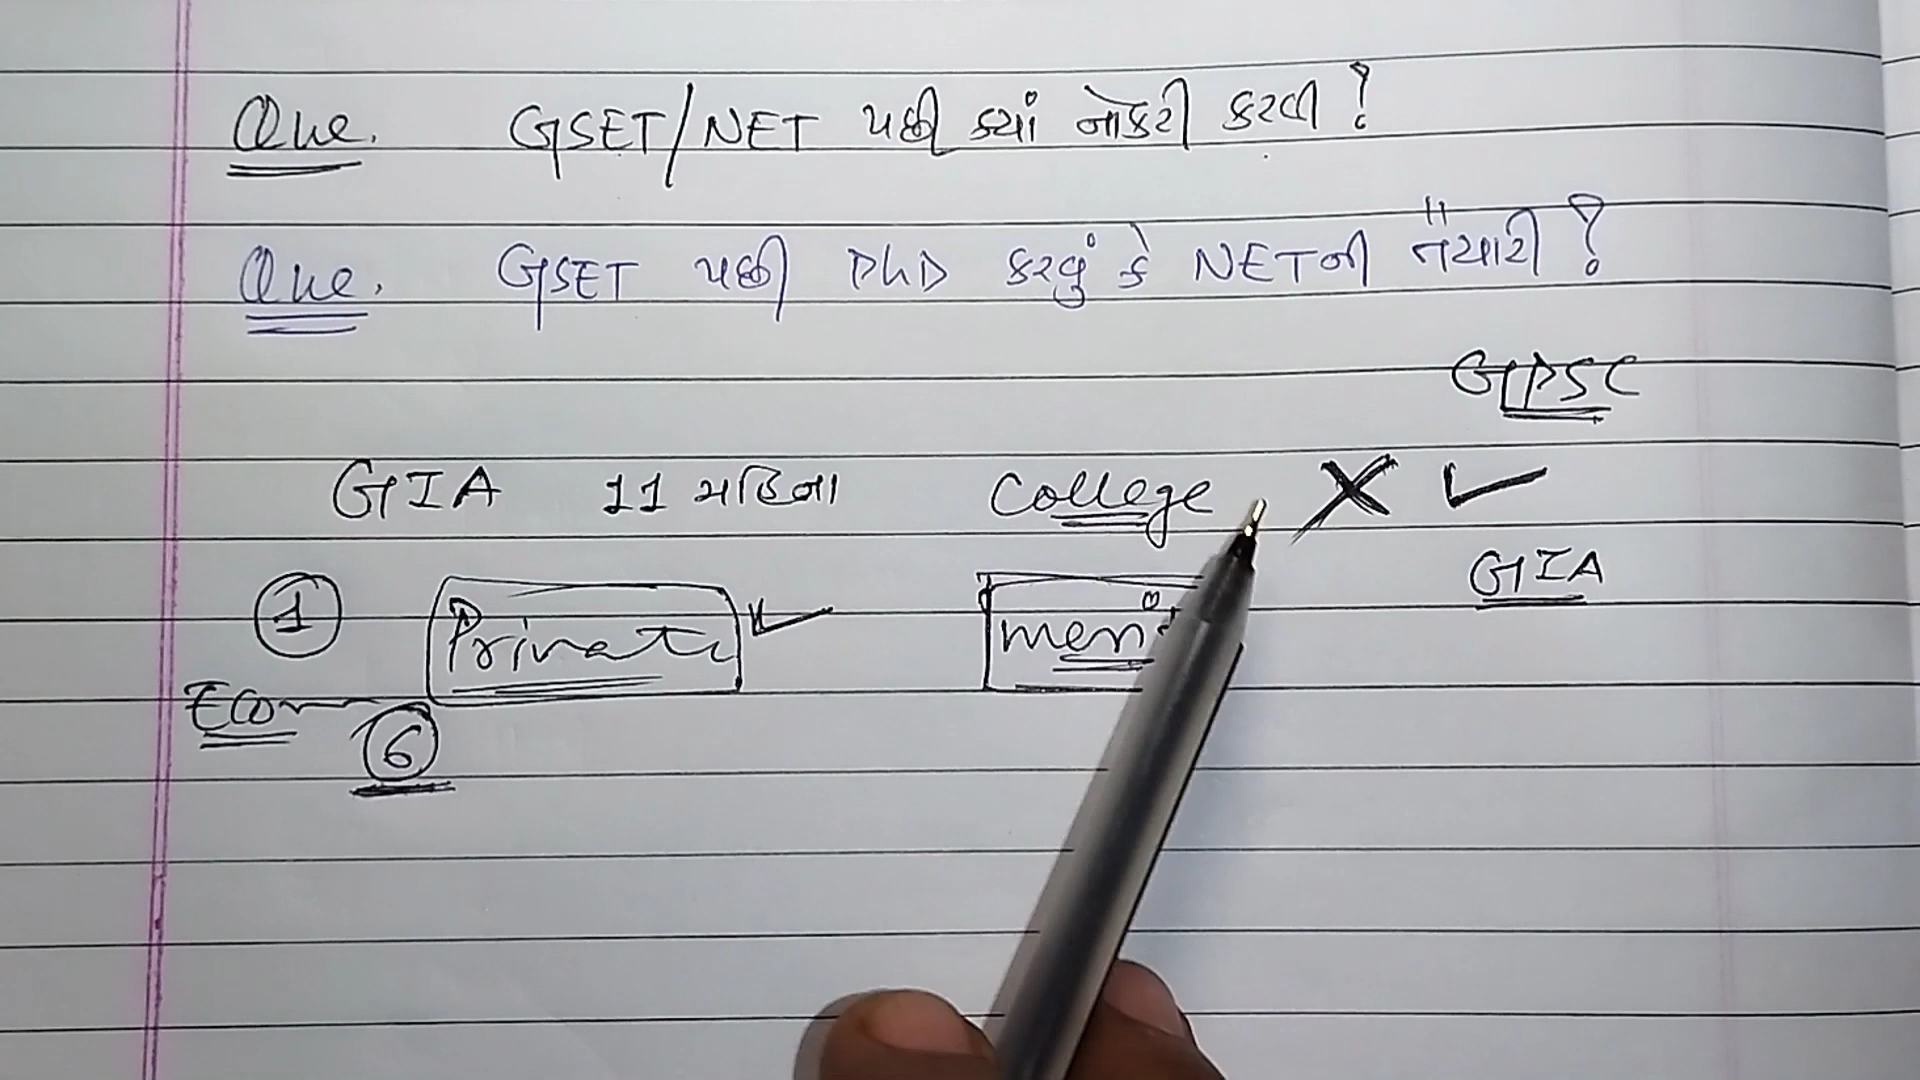 Que. GSET/NET પછી ક્યાં નોકરી કરવી ?
Que. GSET પછી PhD કરવું કે NETની તૈયારી ?
GPSC
GIA 11 મહિના College X ✓
GIA
1 Private ✓
Eco
6